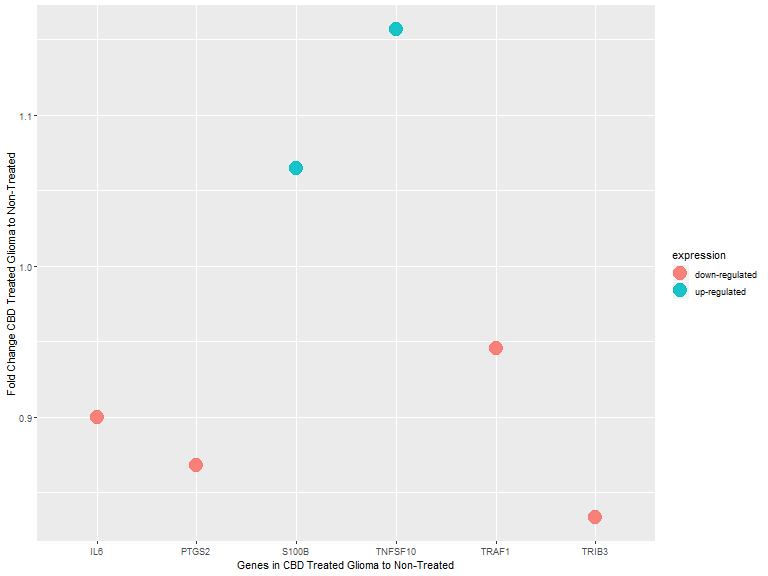 Fold Change CBD Treated Glioma to Non-Treated
1.1
1.0
0.9
IL6 PTGS2 S100B TNFSF10 TRAF1 TRIB3
Genes in CBD Treated Glioma to Non-Treated
expression
down-regulated
up-regulated